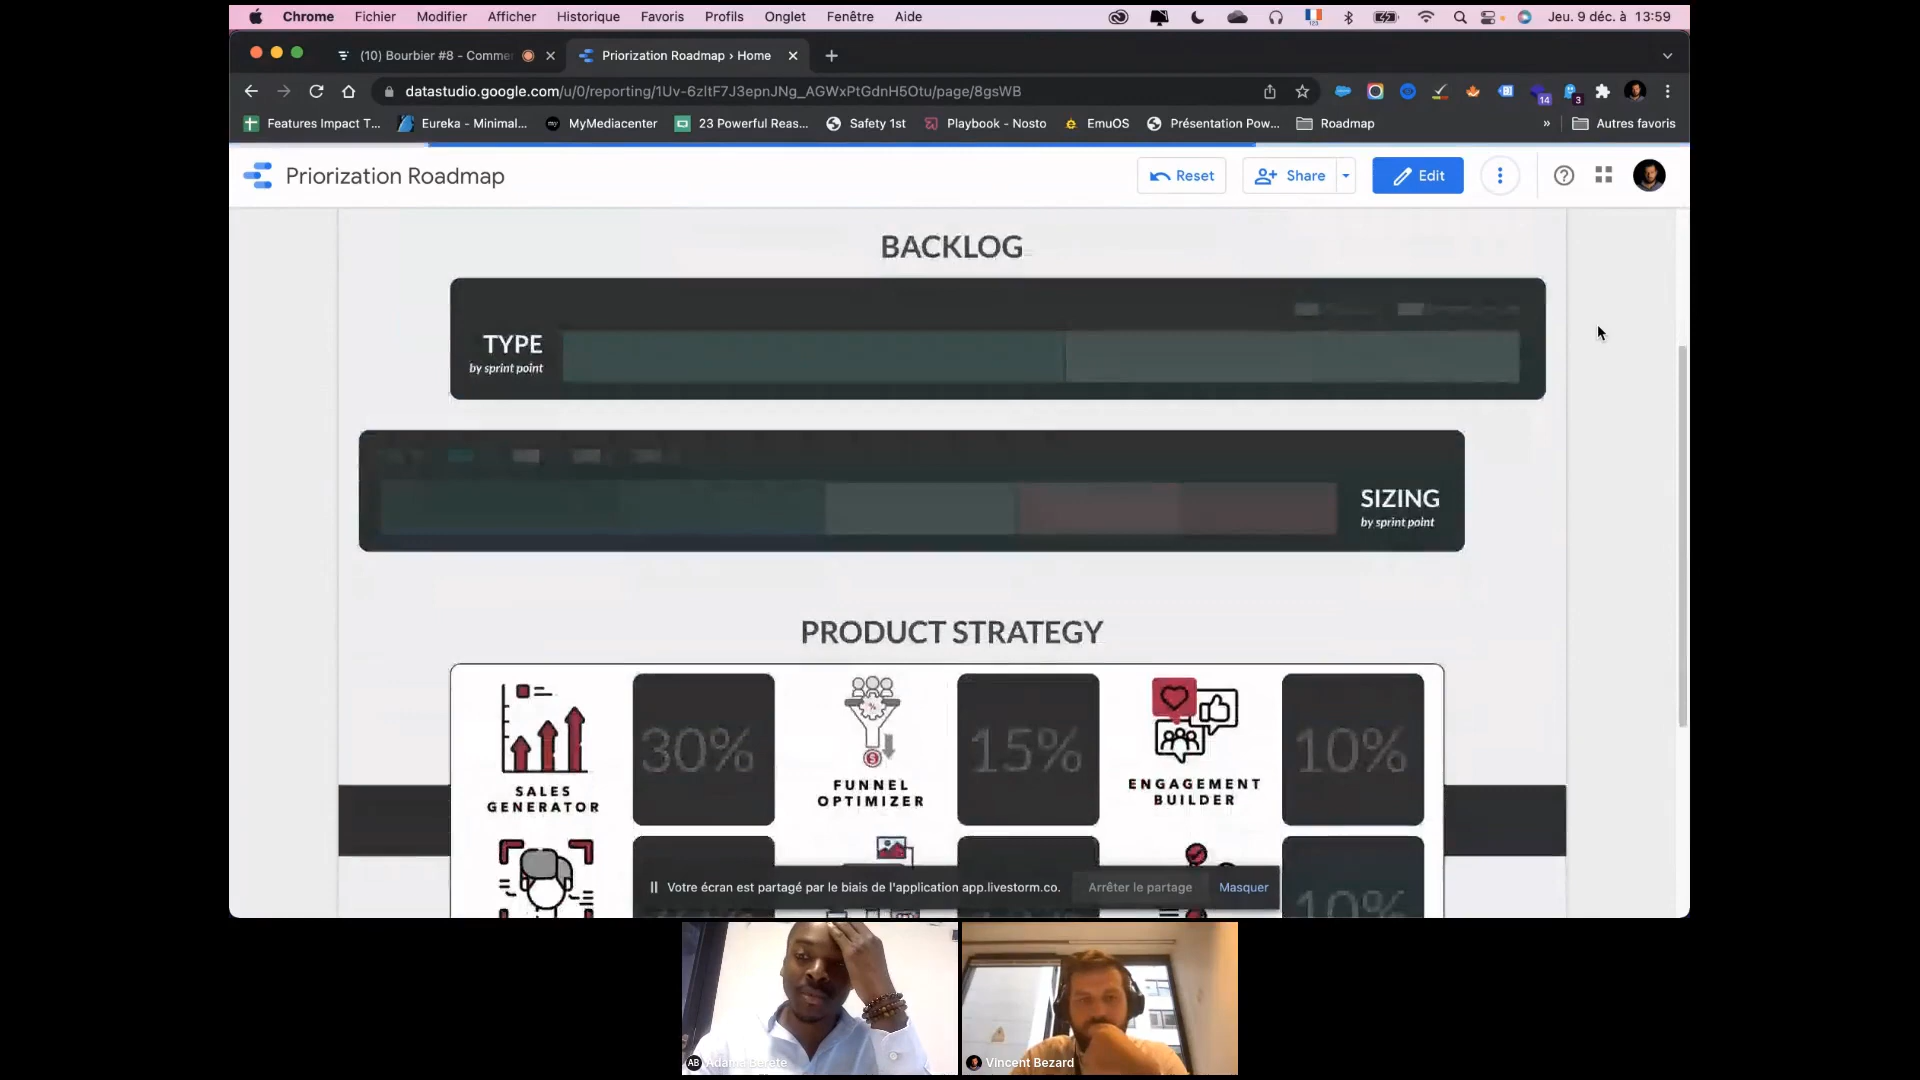 Chrome Fichier Modifier Afficher Historique Favoris Profils Onglet Fenêtre Aide Jeu. 9 déc. à 13:59
(10) Bourbier #8 - Comme
Priorization Roadmap › Home
datastudio.google.com/u/0/reporting/1Uv-6zltF7J3epnJNg_AGWxPtGdnH5Otu/page/8gsWB
14
3
Features Impact T... Eureka - Minimal... MyMediacenter 23 Powerful Reas... Safety 1st Playbook - Nosto EmuOS Présentation Pow... Roadmap » Autres favoris
Priorization Roadmap
Reset Share Edit
BACKLOG
TYPE
by sprint point
SIZING
by sprint point
PRODUCT STRATEGY
SALES
GENERATOR
30%
FUNNEL
OPTIMIZER
15%
ENGAGEMENT
BUILDER
10%
10%
Votre écran est partagé par le biais de l'application app.livestorm.co. Arrêter le partage Masquer
AB
Vincent Bezard